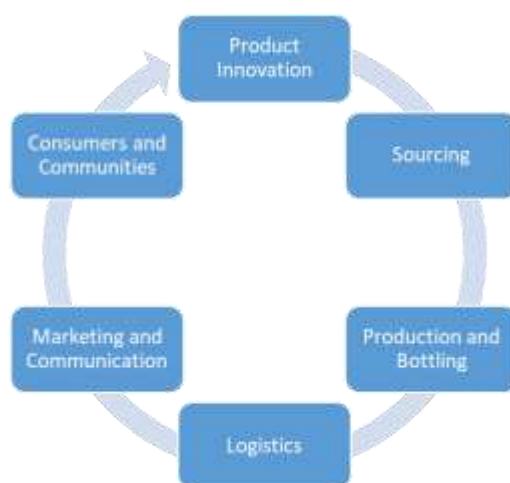 Product
Innovation
Sourcing
Production and
Bottling
Logistics
Marketing and
Communication
Consumers and
Communities